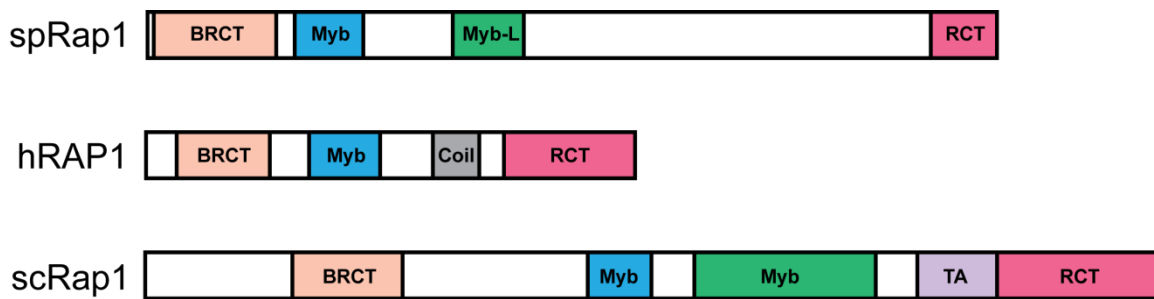 spRap1 BRCT Myb Myb-L RCT
hRAP1 BRCT Myb Coil RCT
scRap1 BRCT Myb Myb TA RCT